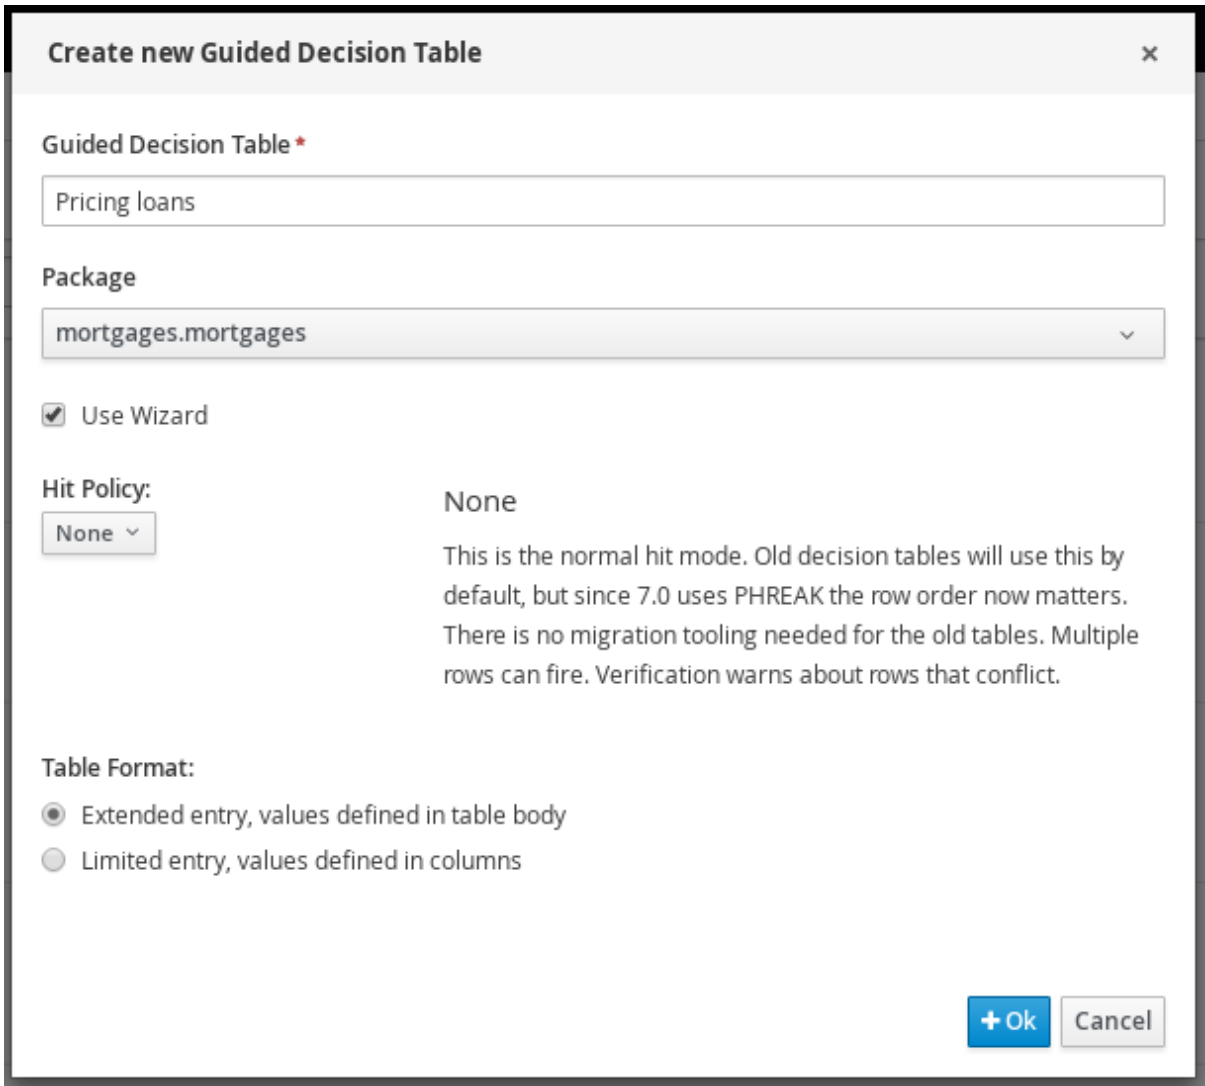 Create new Guided Decision Table ×
Guided Decision Table*
Pricing loans
Package
mortgages.mortgages
Use Wizard
Hit Policy:
None
None
This is the normal hit mode. Old decision tables will use this by
default, but since 7.0 uses PHREAK the row order now matters.
There is no migration tooling needed for the old tables. Multiple
rows can fire. Verification warns about rows that conflict.
Table Format:
Extended entry, values defined in table body
Limited entry, values defined in columns
+ Ok Cancel